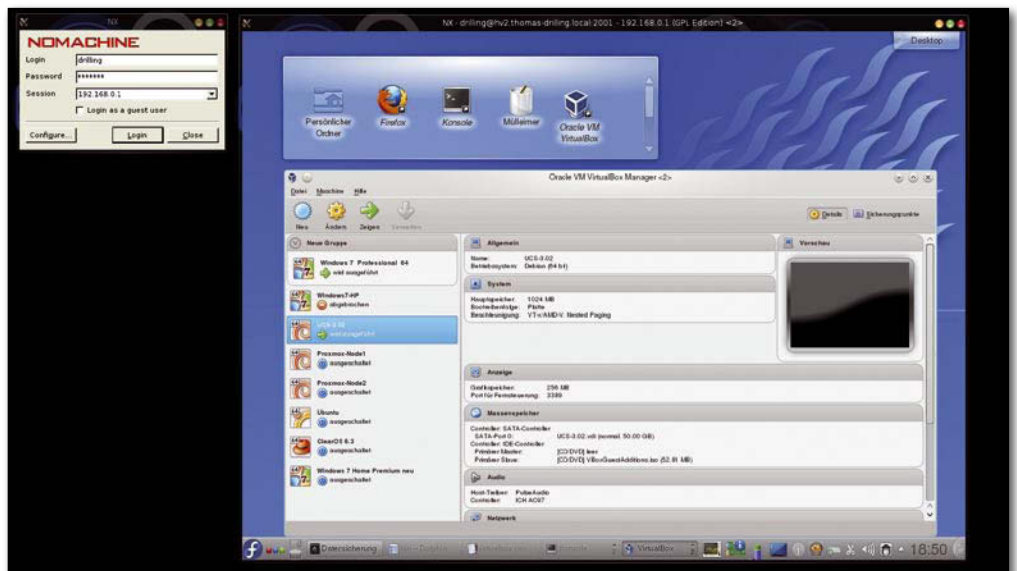 NX
NOMACHINE
Login drilling
Password *******
Session 192.168.0.1
Login as a guest user
Configure... Login Close
NX - drilling@hv2.thomas-drilling.local:2001 - 192.168.0.1 (GPL Edition) <2>
Desktop
Persönlicher Ordner
Firefox
Konsole
Mülleimer
Oracle VM VirtualBox
Oracle VM VirtualBox Manager <2>
Datei Maschine Hilfe
Neu Ändern Zeigen
Details Sicherungspunkte
Neue Gruppe
Windows 7 Professional 64
wird ausgeführt
Windows7-HP
abgebrochen
UCS-3.02
wird ausgeführt
Proxmox-Node1
ausgeschaltet
Proxmox-Node2
ausgeschaltet
Ubuntu
ausgeschaltet
ClearOS 6.3
ausgeschaltet
Windows 7 Home Premium neu
ausgeschaltet
Allgemein
Name: UCS-3.02
Betriebssystem: Debian (64 bit)
System
Hauptspeicher: 1024 MB
Bootreihenfolge: Platte
Beschleunigung: VT-x/AMD-V, Nested Paging
Vorschau
Anzeige
Grafikspeicher: 256 MB
Port für Fernsteuerung: 3389
Massenspeicher
Controller: SATA-Controller
SATA-Port 0: UCS-3.02.vdi (normal, 50,00 GB)
Controller: IDE-Controller
Primärer Master: [CD/DVD] leer
Primärer Slave: [CD/DVD] VBoxGuestAdditions.iso (52,91 MB)
Audio
Host-Treiber: PulseAudio
Controller: ICH AC97
Netzwerk
Datensicherung
VirtualBox
18:50